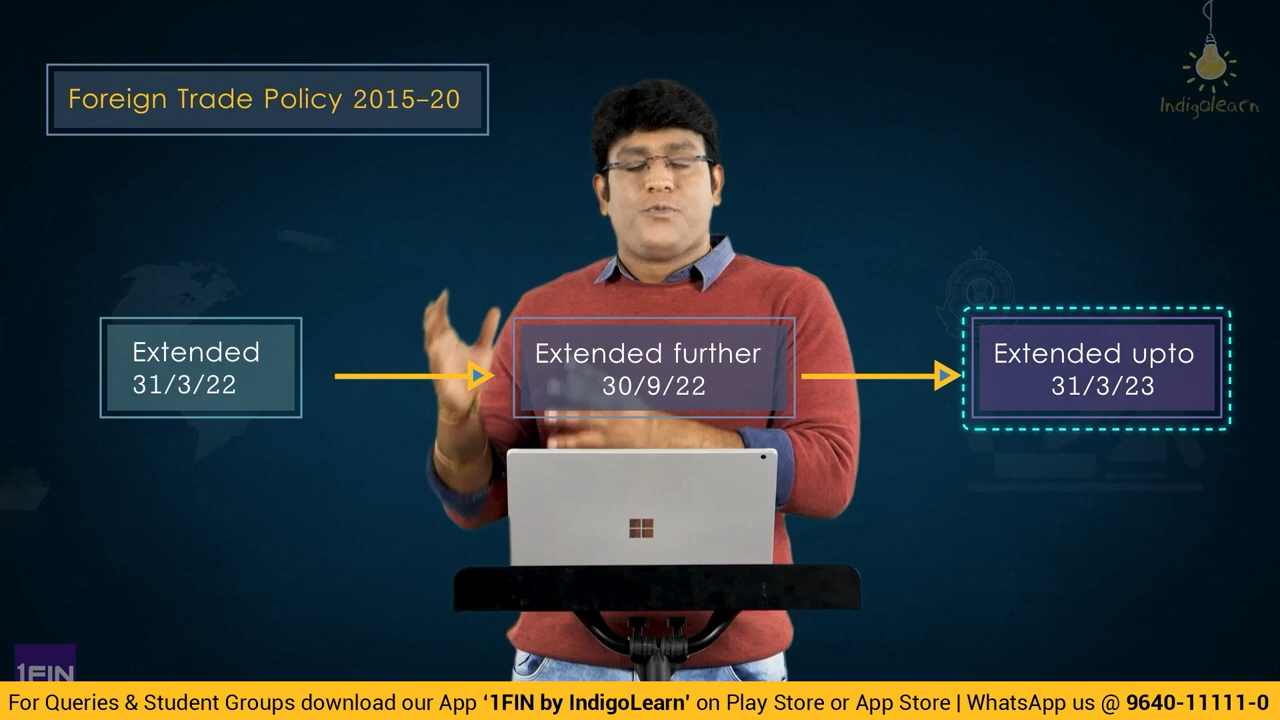 Foreign Trade Policy 2015–20
Indigolearn
Extended
31/3/22
Extended further
30/9/22
Extended upto
31/3/23
1FIN
For Queries & Student Groups download our App ‘1FIN by IndigoLearn' on Play Store or App Store | WhatsApp us @ 9640-11111-0